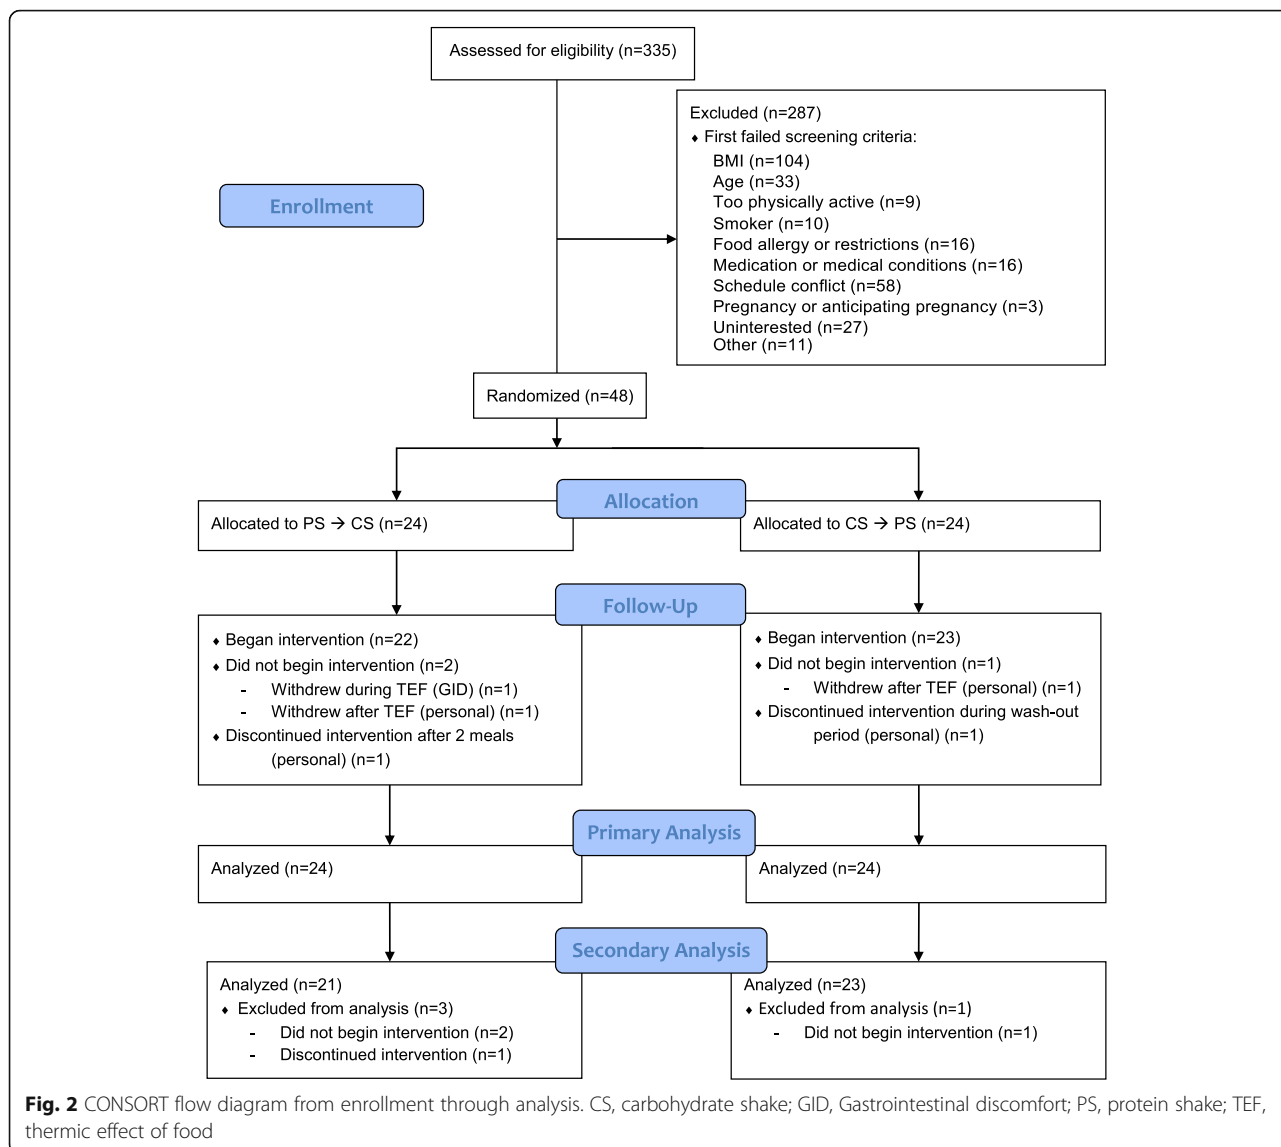 Assessed for eligibility (n=335)
Excluded (n=287)
♦ First failed screening criteria:
BMI (n=104)
Age (n=33)
Too physically active (n=9)
Smoker (n=10)
Food allergy or restrictions (n=16)
Medication or medical conditions (n=16)
Schedule conflict (n=58)
Pregnancy or anticipating pregnancy (n=3)
Uninterested (n=27)
Other (n=11)
Enrollment
Randomized (n=48)
Allocation
Allocated to PS → CS (n=24)
Allocated to CS → PS (n=24)
Follow-Up
♦ Began intervention (n=22)
♦ Did not begin intervention (n=2)
- Withdrew during TEF (GID) (n=1)
- Withdrew after TEF (personal) (n=1)
♦ Discontinued intervention after 2 meals
(personal) (n=1)
♦ Began intervention (n=23)
♦ Did not begin intervention (n=1)
- Withdrew after TEF (personal) (n=1)
♦ Discontinued intervention during wash-out
period (personal) (n=1)
Primary Analysis
Analyzed (n=24)
Analyzed (n=24)
Secondary Analysis
Analyzed (n=21)
♦ Excluded from analysis (n=3)
- Did not begin intervention (n=2)
- Discontinued intervention (n=1)
Analyzed (n=23)
♦ Excluded from analysis (n=1)
- Did not begin intervention (n=1)
Fig. 2 CONSORT flow diagram from enrollment through analysis. CS, carbohydrate shake; GID, Gastrointestinal discomfort; PS, protein shake; TEF,
thermic effect of food